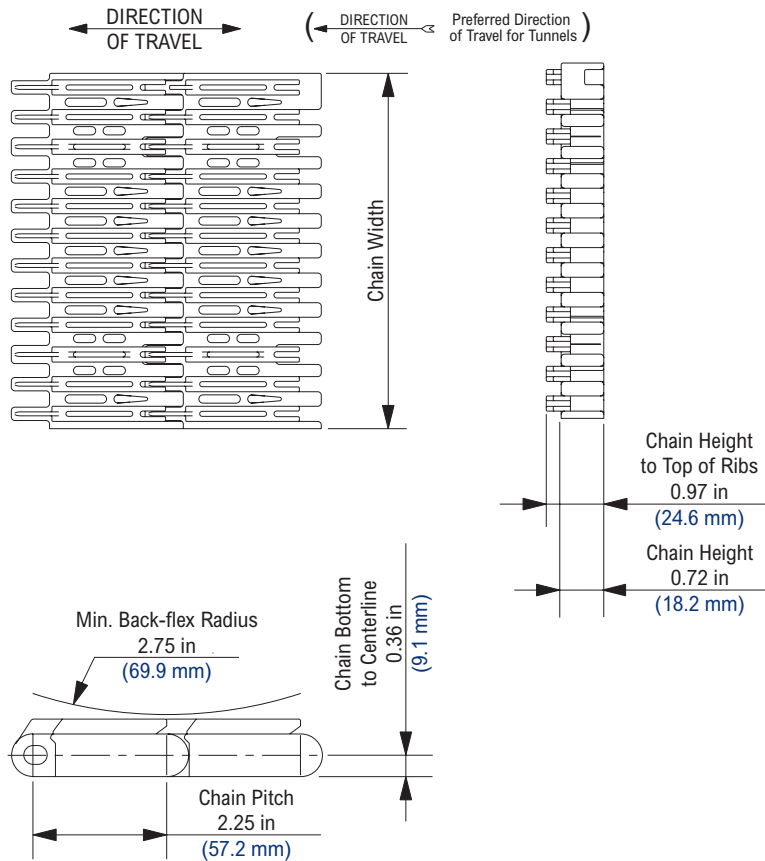 DIRECTION
OF TRAVEL
( DIRECTION
OF TRAVEL
Preferred Direction
of Travel for Tunnels )
Chain Width
Chain Height
to Top of Ribs
0.97 in
(24.6 mm)
Chain Height
0.72 in
(18.2 mm)
Chain Bottom
to Centerline
0.36 in
(9.1 mm)
Min. Back-flex Radius
2.75 in
(69.9 mm)
Chain Pitch
2.25 in
(57.2 mm)